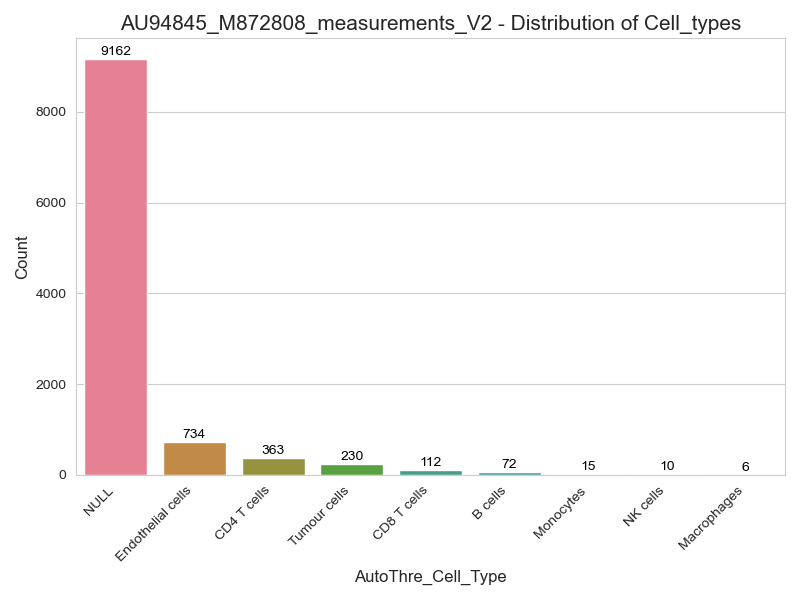 AU94845_M872808_measurements_V2 - Distribution of Cell_types
9162
8000
6000
4000
2000
0
Count
734
363
230
112
72
15
10
6
NULL
Endothelial cells
CD4 T cells
Tumour cells
CD8 T cells
B cells
Monocytes
NK cells
Macrophages
AutoThre_Cell_Type